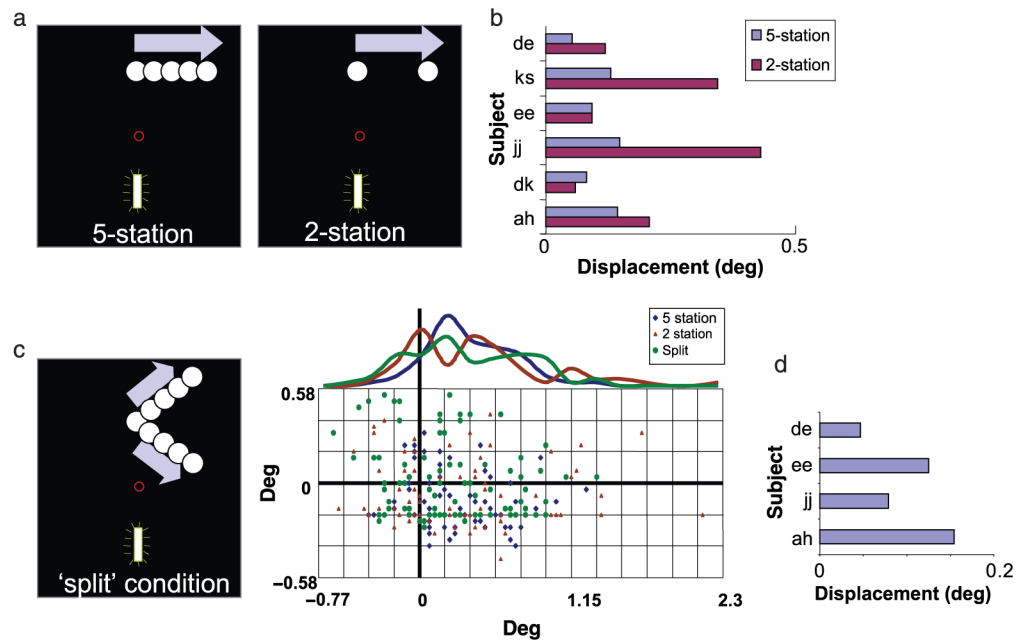 a
5-station
2-station
b
5-station
2-station
de
ks
ee
jj
dk
ah
Subject
0
0.5
Displacement (deg)
c
'split' condition
5 station
2 station
Split
0.58
0
−0.58
Deg
−0.77
0
1.15
2.3
Deg
d
de
ee
jj
ah
Subject
0
0.2
Displacement (deg)